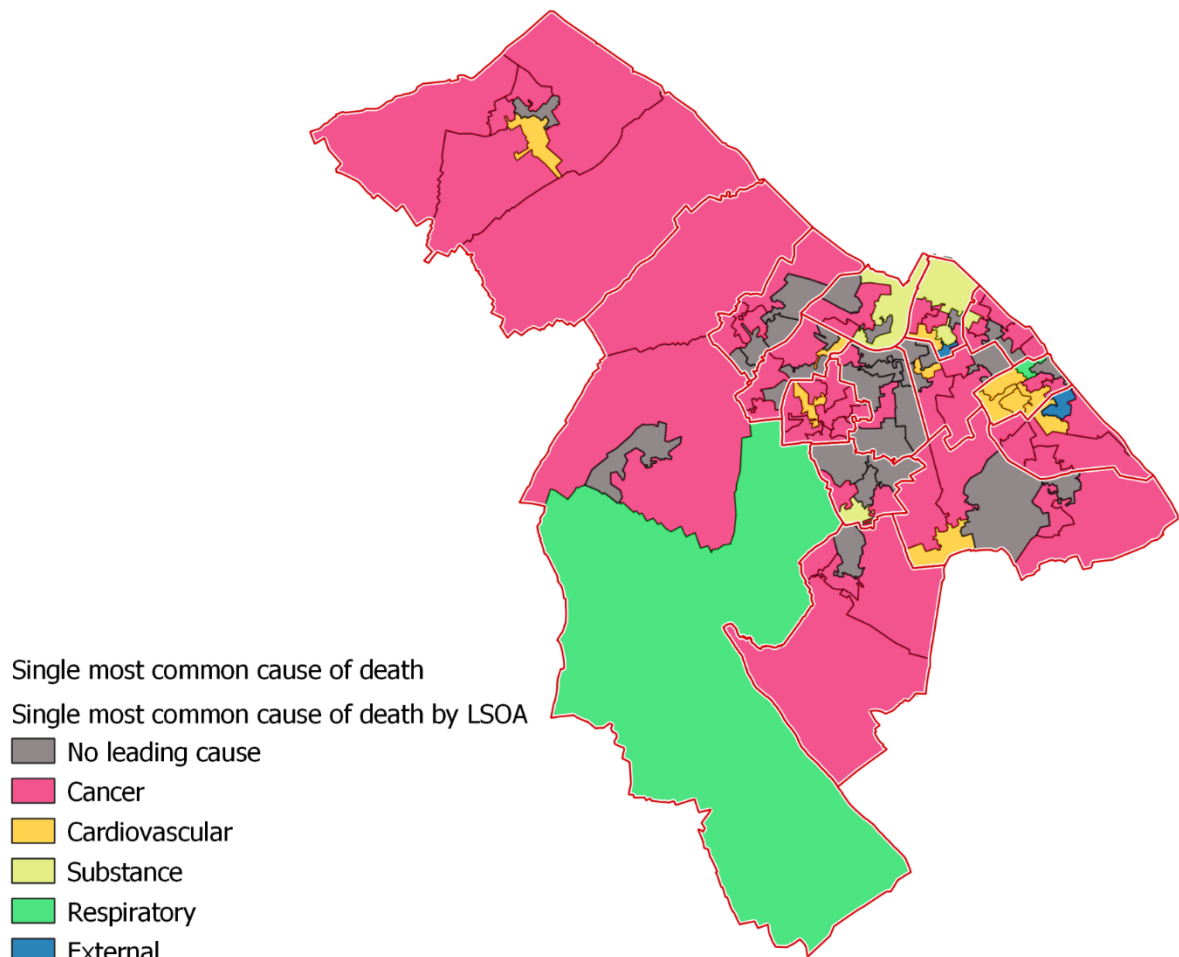 Single most common cause of death
Single most common cause of death by LSOA
No leading cause
Cancer
Cardiovascular
Substance
Respiratory
External